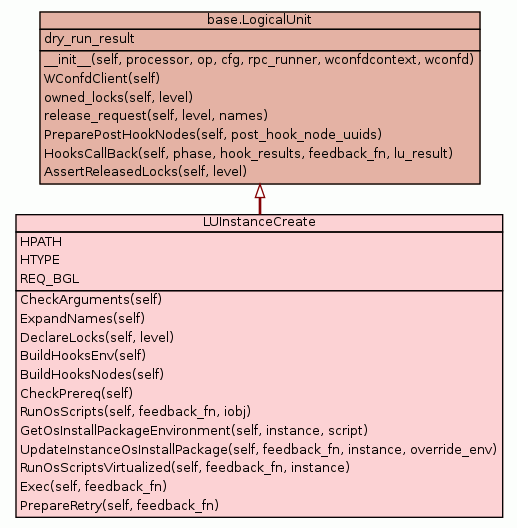 base.LogicalUnit
dry_run_result
__init__(self, processor, op, cfg, rpc_runner, wconfdcontext, wconfd)
WConfdClient(self)
owned_locks(self, level)
release_request(self, level, names)
PreparePostHookNodes(self, post_hook_node_uuids)
HooksCallBack(self, phase, hook_results, feedback_fn, lu_result)
AssertReleasedLocks(self, level)
LUInstanceCreate
HPATH
HTYPE
REQ_BGL
CheckArguments(self)
ExpandNames(self)
DeclareLocks(self, level)
BuildHooksEnv(self)
BuildHooksNodes(self)
CheckPrereq(self)
RunOsScripts(self, feedback_fn, iobj)
GetOsInstallPackageEnvironment(self, instance, script)
UpdateInstanceOsInstallPackage(self, feedback_fn, instance, override_env)
RunOsScriptsVirtualized(self, feedback_fn, instance)
Exec(self, feedback_fn)
PrepareRetry(self, feedback_fn)